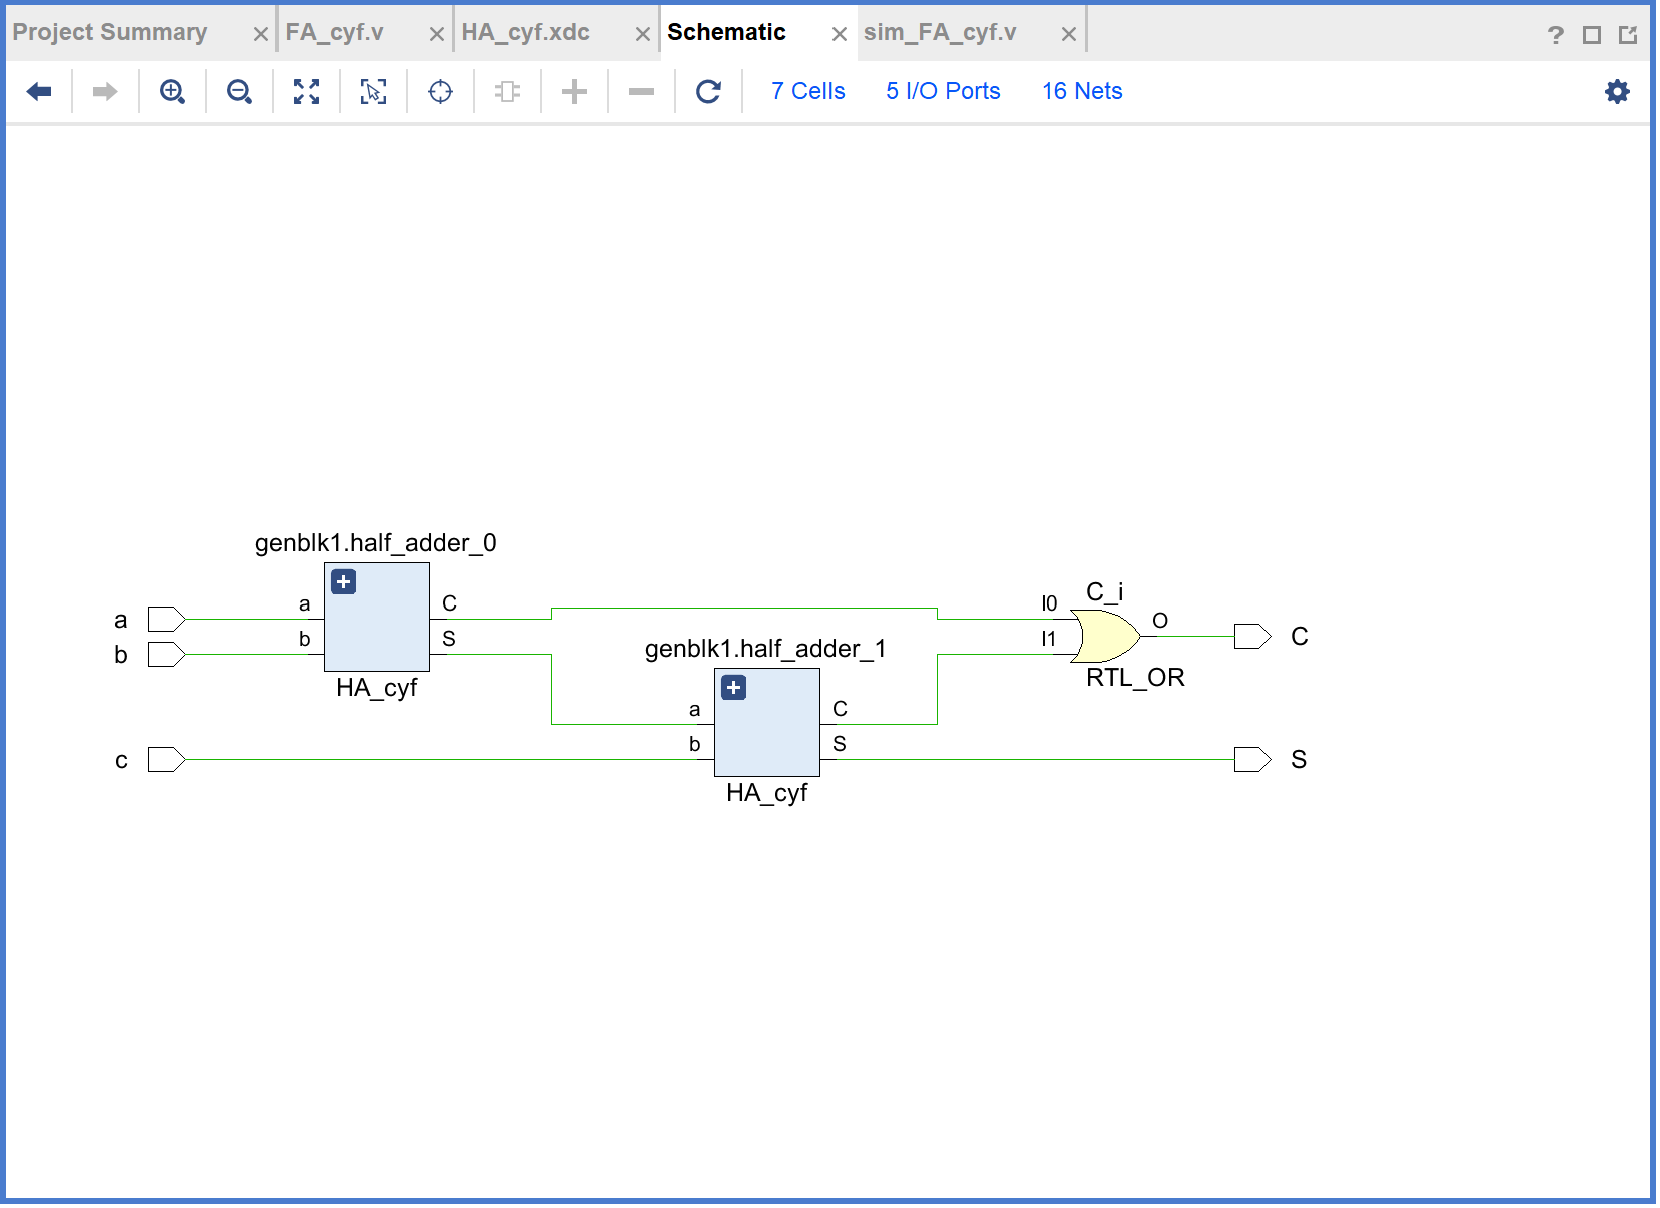 Project Summary FA_cyf.v HA_cyf.xdc Schematic sim_FA_cyf.v ?
7 Cells 5 I/O Ports 16 Nets
genblk1.half_adder_0
a a C
b b S
HA_cyf
genblk1.half_adder_1
c a C
b S
HA_cyf
C_i
I0 O
I1 C
RTL_OR
S